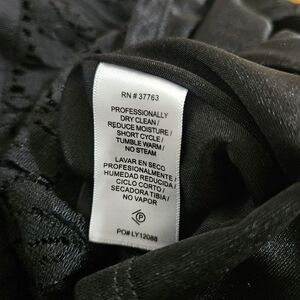 RN # 37763
PROFESSIONALLY
DRY CLEAN /
REDUCE MOISTURE /
SHORT CYCLE /
TUMBLE WARM /
NO STEAM
LAVAR EN SECO
PROFESIONALMENTE /
HUMEDAD REDUCIDA /
CICLO CORTO /
SECADORA TIBIA /
NO VAPOR
P
PO# LY12088